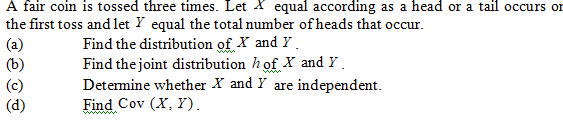 A fair coin is tossed three times. Let X equal according as a head or a tail occurs or
the first toss and let Y equal the total number of heads that occur.
(a) Find the distribution of X and Y.
(b) Find the joint distribution h of X and Y.
(c) Determine whether X and Y are independent.
(d) Find Cov (X, Y).